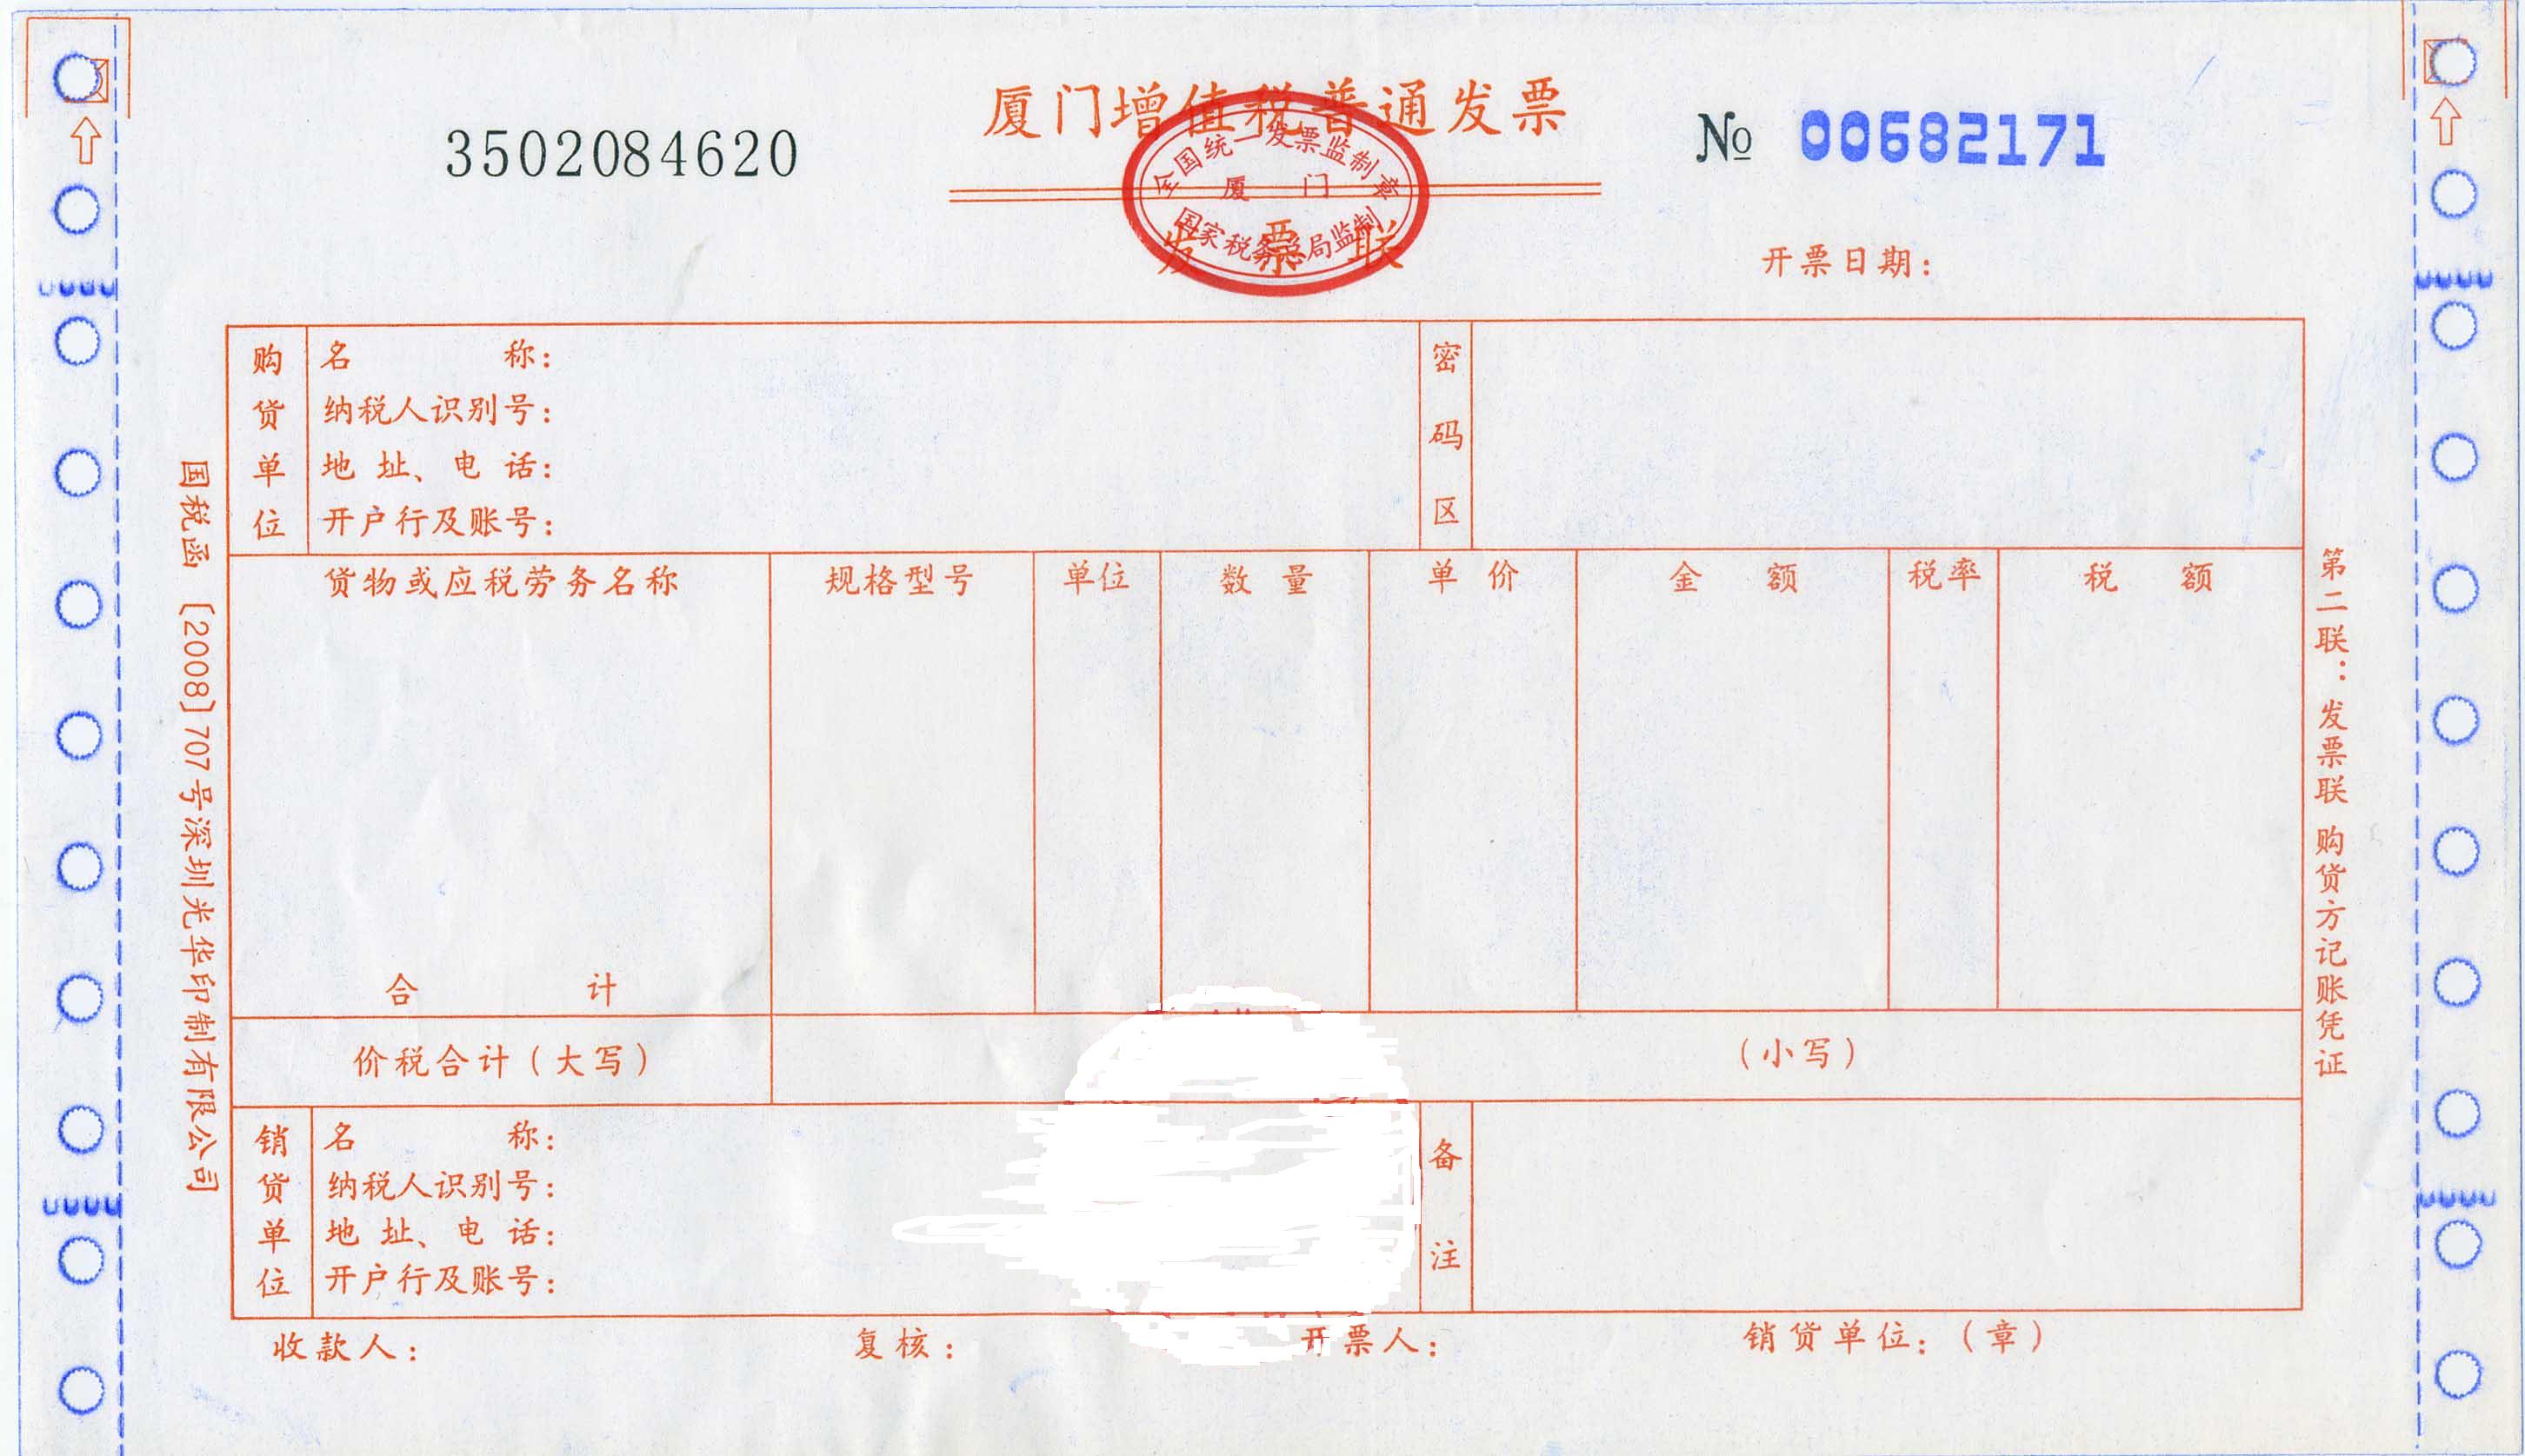 厦门增值税普通发票
3502084620
№ 00682171
全国统一发票监制章
厦 门
国家税务总局监制
发票联
开票日期：
购货单位
名 称：
纳税人识别号：
地 址、电 话：
开户行及账号：
密码区
货物或应税劳务名称 规格型号 单位 数 量 单 价 金 额 税率 税 额
合 计
价税合计（大写） （小写）
销货单位
名 称：
纳税人识别号：
地 址、电 话：
开户行及账号：
备注
收款人： 复核： 开票人： 销货单位：（章）
国税函〔2008〕707号深圳光华印制有限公司
第二联：发票联 购货方记账凭证